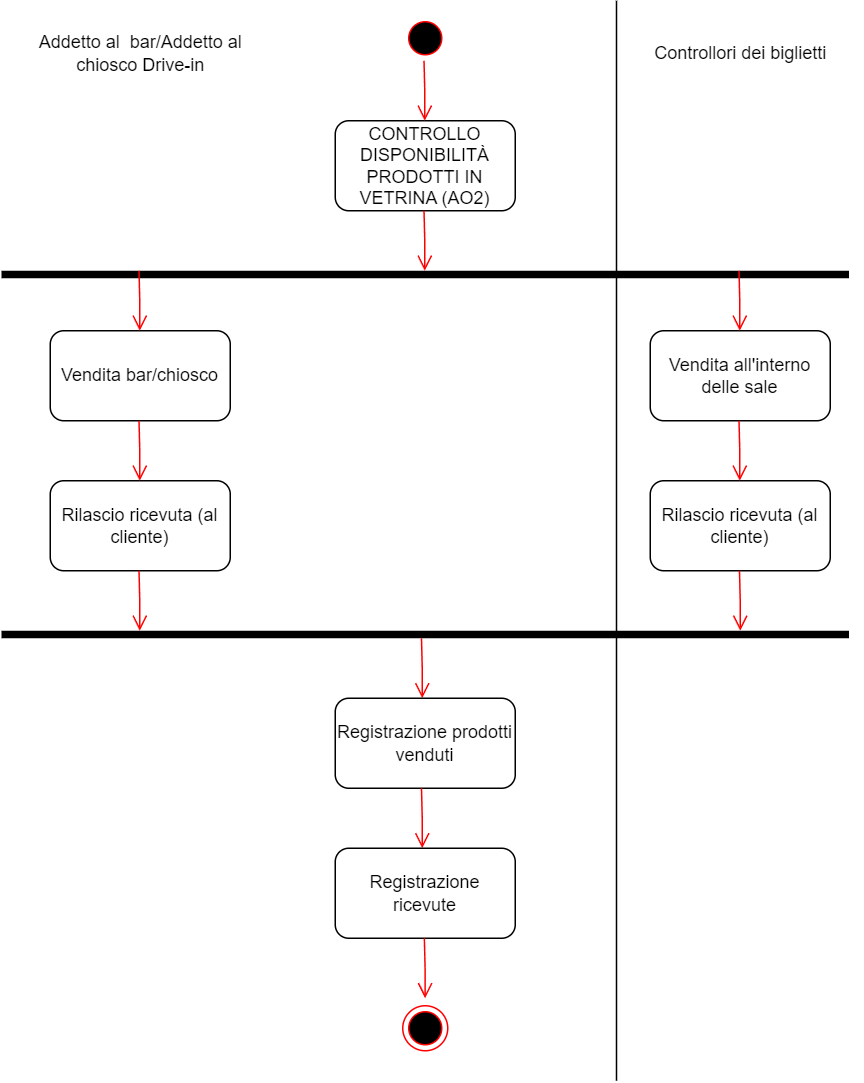 Addetto al  bar/Addetto al
chiosco Drive-in
Controllori dei biglietti
CONTROLLO
DISPONIBILITÀ
PRODOTTI IN
VETRINA (AO2)
Vendita bar/chiosco
Vendita all'interno
delle sale
Rilascio ricevuta (al
cliente)
Rilascio ricevuta (al
cliente)
Registrazione prodotti
venduti
Registrazione
ricevute